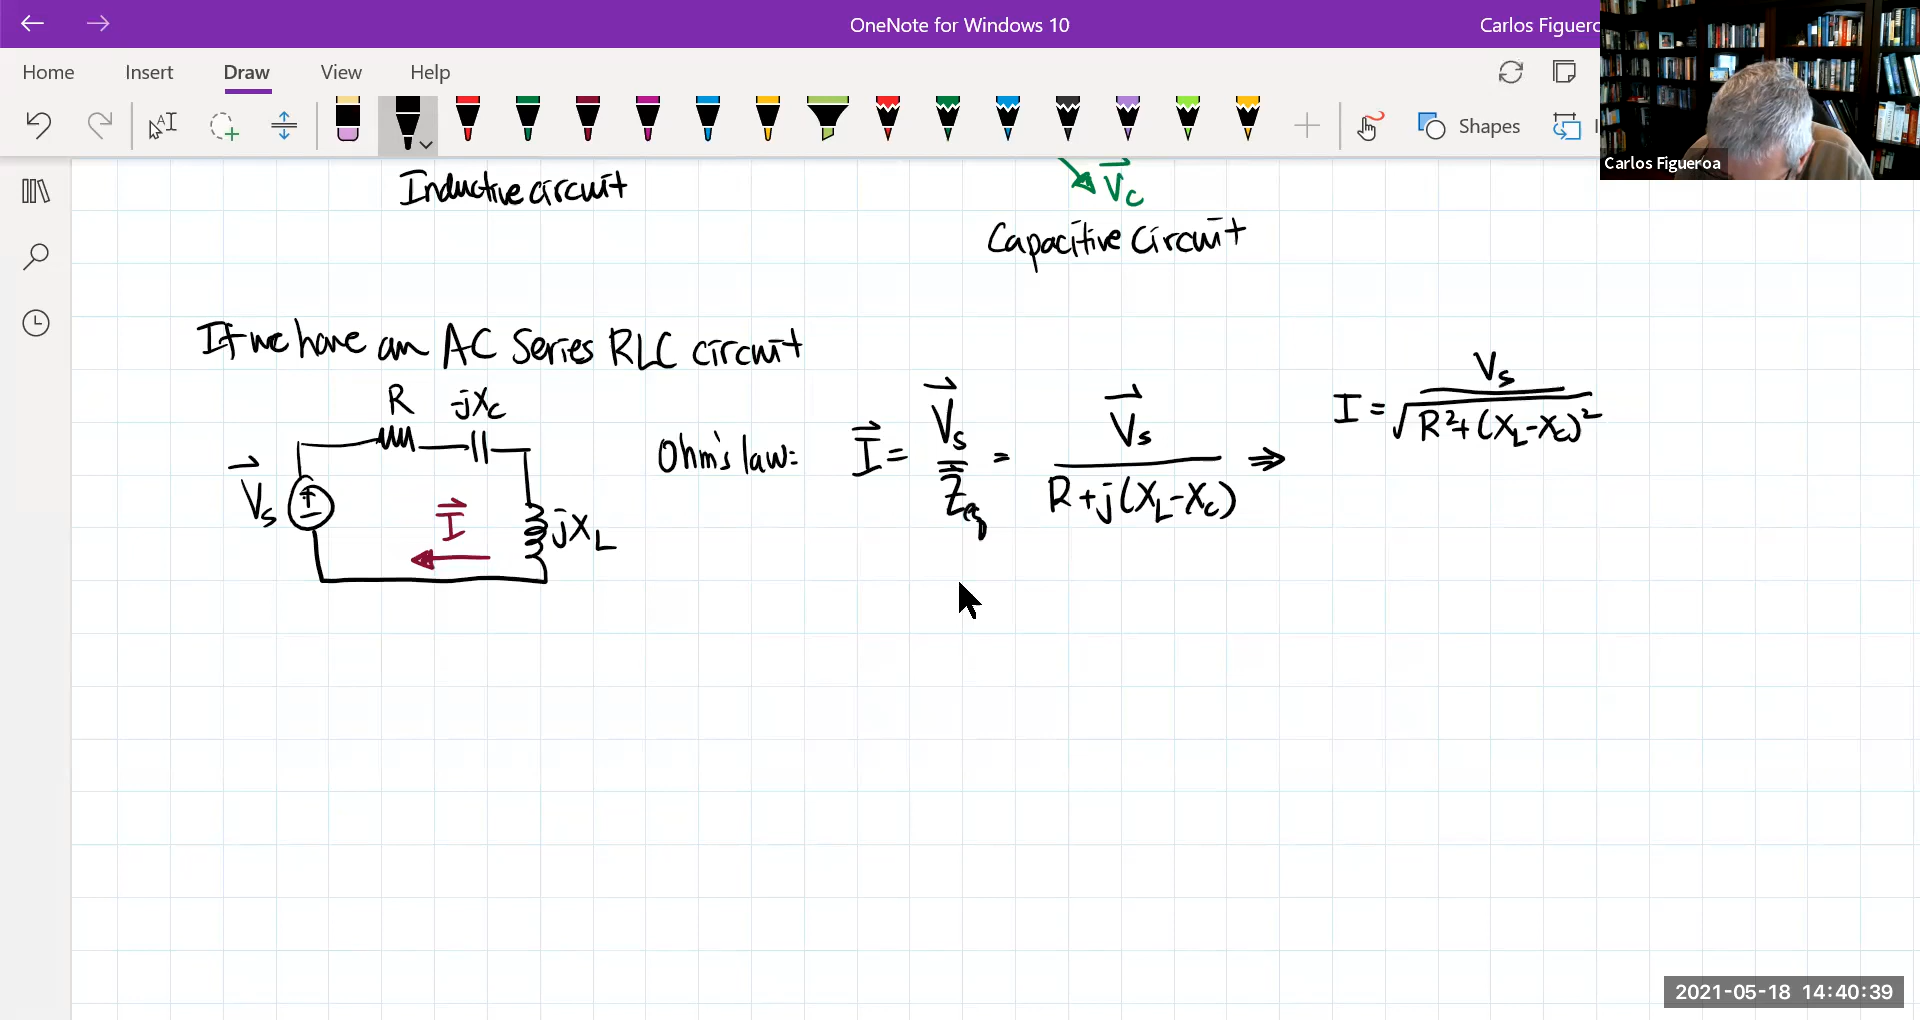 OneNote for Windows 10
Carlos Figuero
Home Insert Draw View Help
Shapes
Carlos Figueroa
Inductive circuit
V⃗c
Capacitive Circuit
If we have an AC Series RLC circuit
R -jXc
V⃗s + I⃗ jXL
Ohm's law: I⃗ = V⃗s / Z⃗eq = V⃗s / R+j(XL-Xc) ⇒ I = Vs / √R²+(XL-Xc)²
2021-05-18 14:40:39